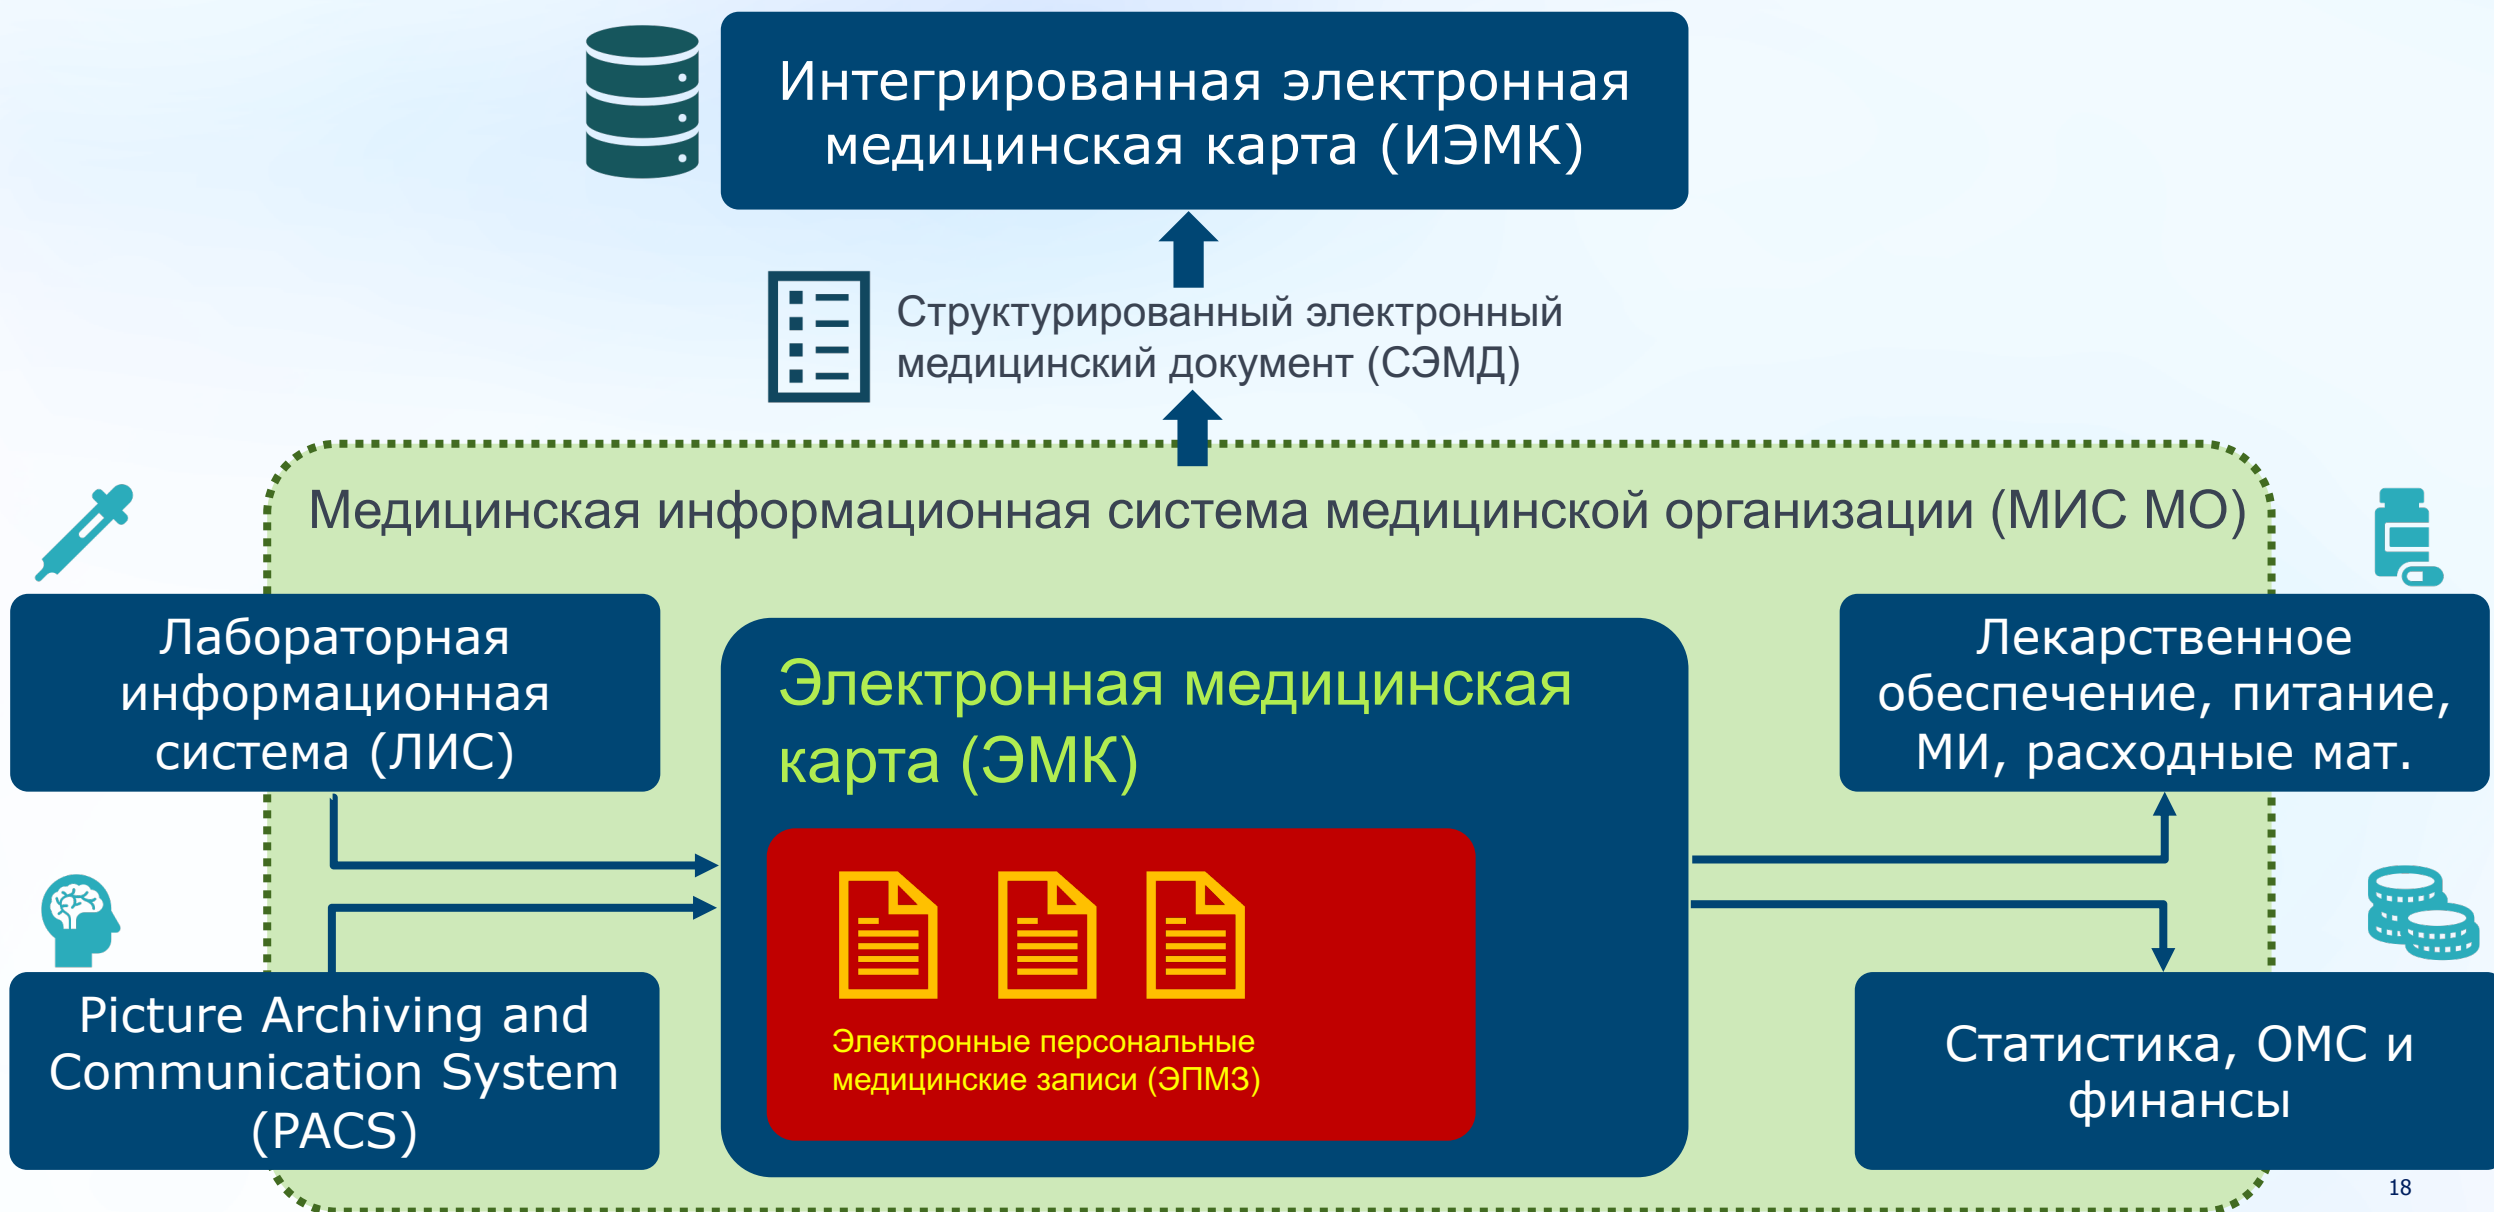 Интегрированная электронная
медицинская карта (ИЭМК)
Структурированный электронный
медицинский документ (СЭМД)
Медицинская информационная система медицинской организации (МИС МО)
Лабораторная
информационная
система (ЛИС)
Picture Archiving and
Communication System
(PACS)
Электронная медицинская
карта (ЭМК)
Электронные персональные
медицинские записи (ЭПМЗ)
Лекарственное
обеспечение, питание,
МИ, расходные мат.
Статистика, ОМС и
финансы
18